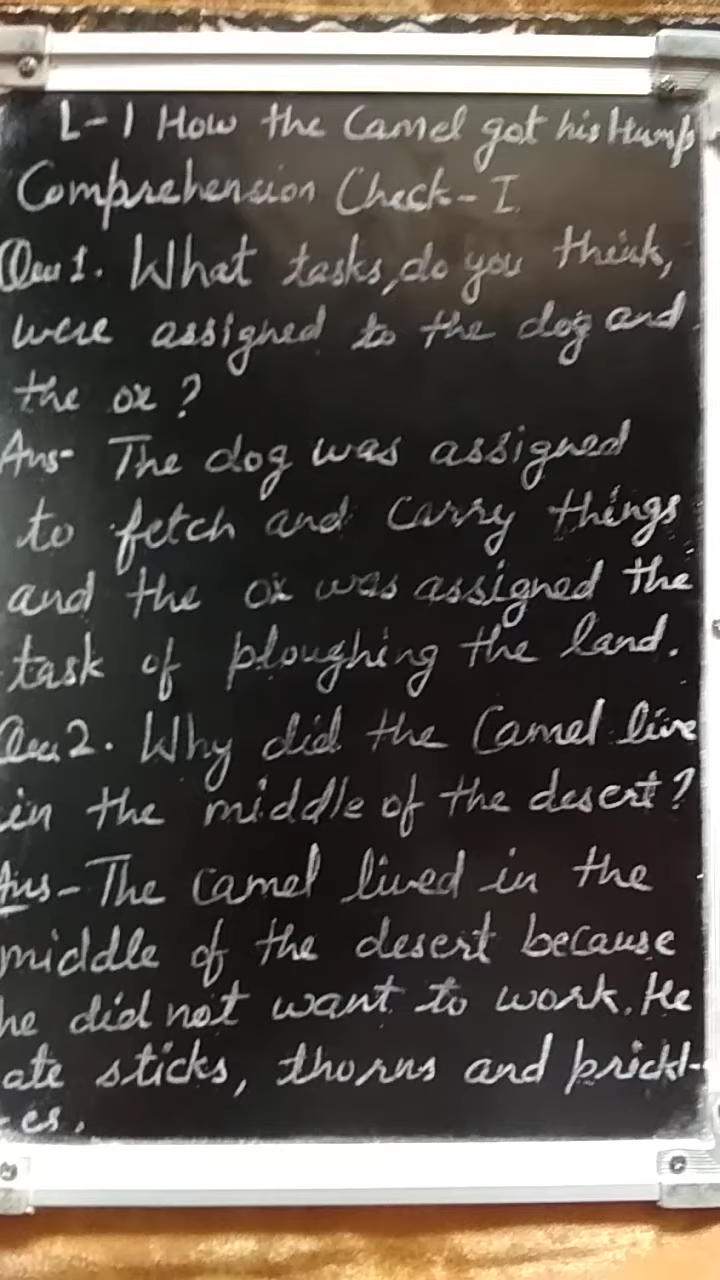 L-1 How the Camel got his Hump
Comprehension Check-I
Que 1. What tasks, do you think,
were assigned to the dog and
the ox?
Ans- The dog was assigned
to fetch and carry things
and the ox was assigned the
task of ploughing the land.
Que 2. Why did the Camel live
in the middle of the desert?
Ans- The Camel lived in the
middle of the desert because
he did not want to work. He
ate sticks, thorns and prickl-
-es.